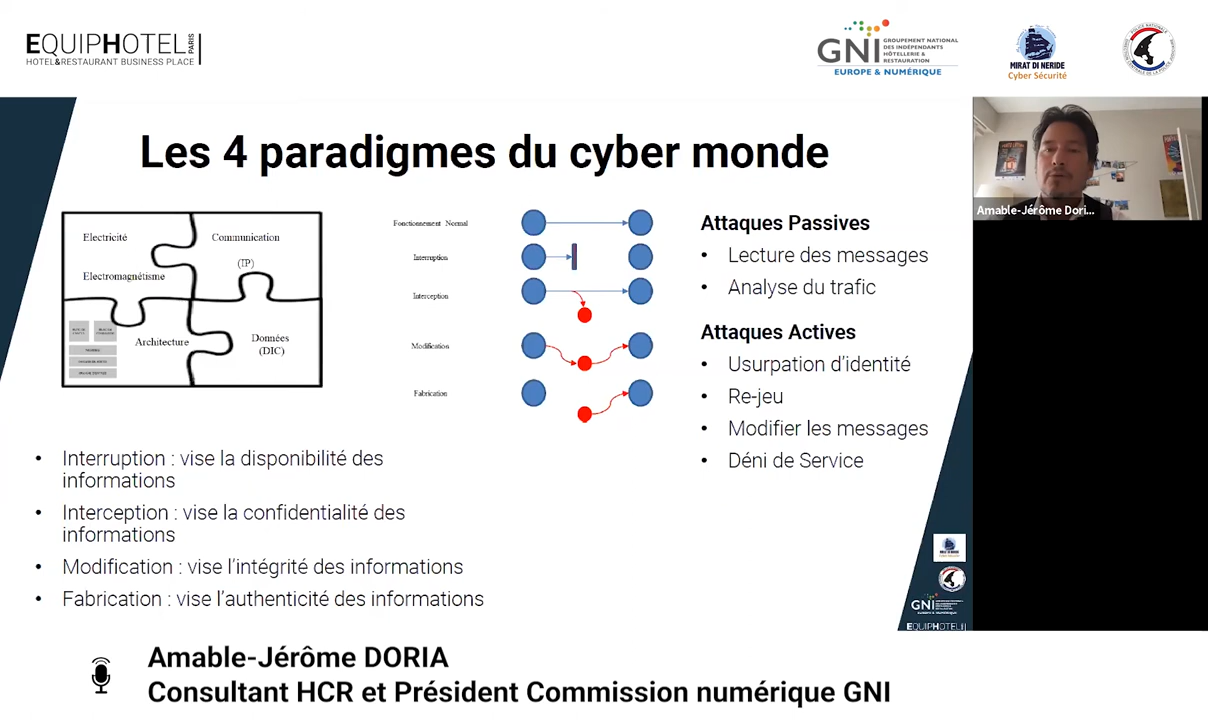 EQUIPHOTEL PARIS
HOTEL&RESTAURANT BUSINESS PLACE
GNI
GROUPEMENT NATIONAL
DES INDÉPENDANTS
HÔTELLERIE &
RESTAURATION
EUROPE & NUMÉRIQUE
MIRAT DI NERIDE
Cyber Sécurité
Les 4 paradigmes du cyber monde
Electricité
Electromagnétisme
Communication
(IP)
Architecture
Données
(DIC)
Fonctionnement Normal
Interruption
Interception
Modification
Fabrication
Attaques Passives
• Lecture des messages
• Analyse du trafic
Attaques Actives
• Usurpation d’identité
• Re-jeu
• Modifier les messages
• Déni de Service
Amable-Jérôme Dori...
• Interruption : vise la disponibilité des
informations
• Interception : vise la confidentialité des
informations
• Modification : vise l’intégrité des informations
• Fabrication : vise l’authenticité des informations
GNI
EQUIPHOTEL
Amable-Jérôme DORIA
Consultant HCR et Président Commission numérique GNI